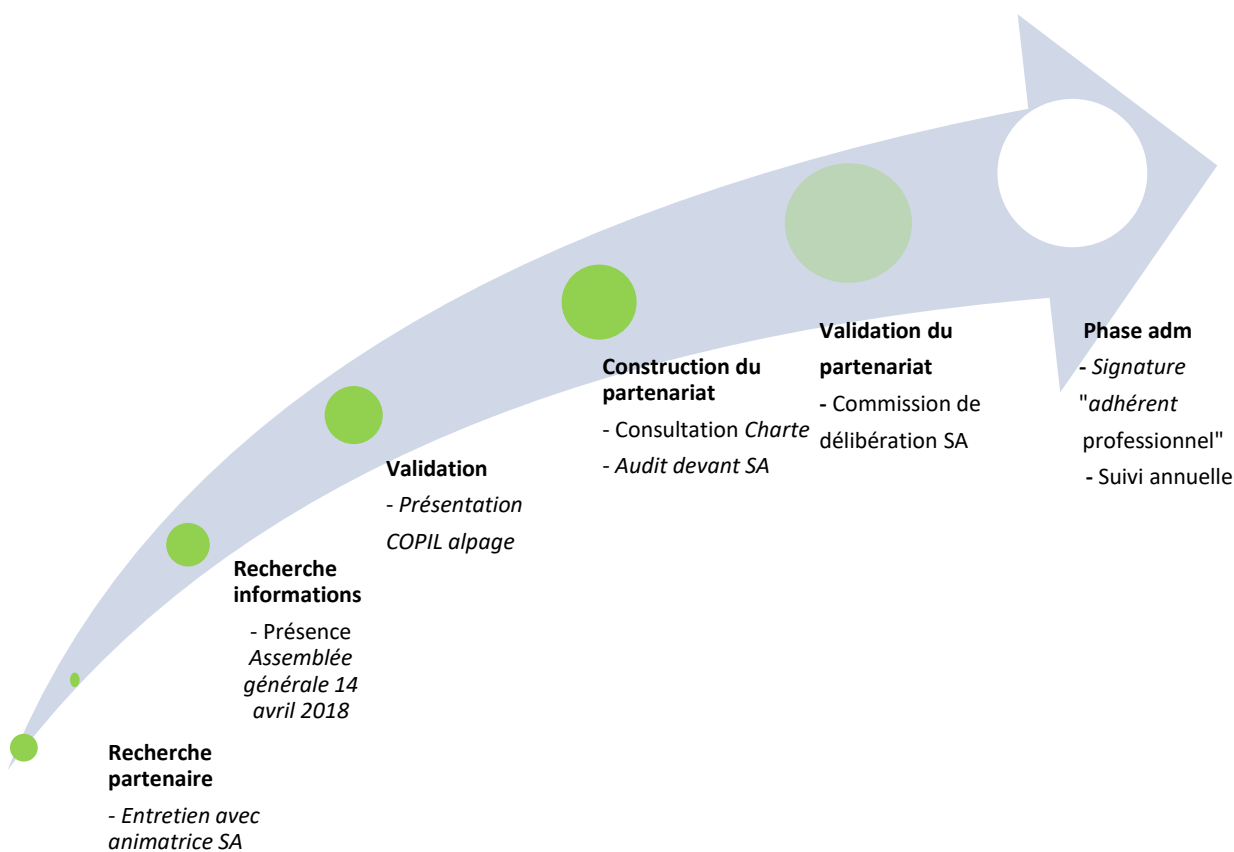 Recherche
partenaire
- Entretien avec
animatrice SA
Recherche
informations
- Présence
Assemblée
générale 14
avril 2018
Validation
- Présentation
COPIL alpage
Construction du
partenariat
- Consultation Charte
- Audit devant SA
Validation du
partenariat
- Commission de
délibération SA
Phase adm
- Signature
"adhérent
professionnel"
- Suivi annuelle